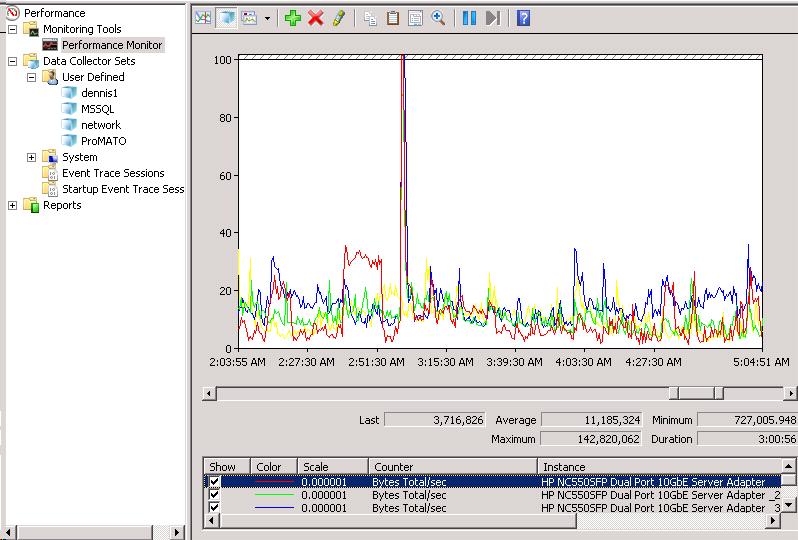 Performance
Monitoring Tools
Performance Monitor
Data Collector Sets
User Defined
dennis1
MSSQL
network
ProMATO
System
Event Trace Sessions
Startup Event Trace Sess
Reports
100
80
60
40
20
0
2:03:55 AM 2:27:30 AM 2:51:30 AM 3:15:30 AM 3:39:30 AM 4:03:30 AM 4:27:30 AM 5:04:51 AM
Last 3,716,826 Average 11,185,324 Minimum 727,005.948
Maximum 142,820,062 Duration 3:00:56
Show Color Scale Counter Instance
0.000001 Bytes Total/sec HP NC550SFP Dual Port 10GbE Server Adapter
0.000001 Bytes Total/sec HP NC550SFP Dual Port 10GbE Server Adapter _2
0.000001 Bytes Total/sec HP NC550SFP Dual Port 10GbE Server Adapter _3